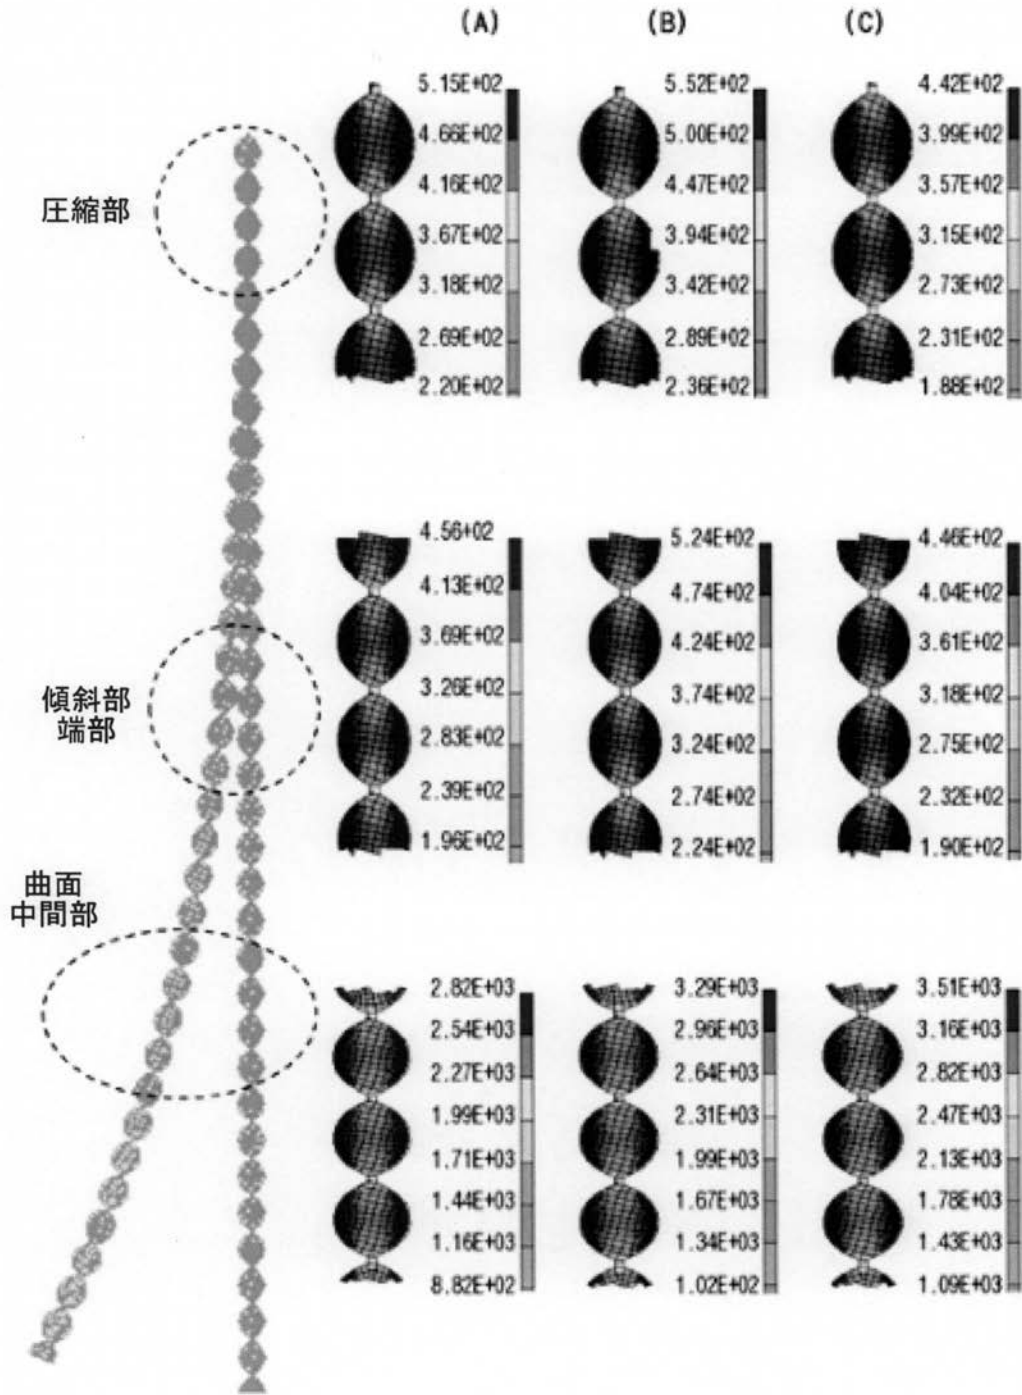 (A)
(B)
(C)
圧縮部
5.15E+02
4.66E+02
4.16E+02
3.67E+02
3.18E+02
2.69E+02
2.20E+02
5.52E+02
5.00E+02
4.47E+02
3.94E+02
3.42E+02
2.89E+02
2.36E+02
4.42E+02
3.99E+02
3.57E+02
3.15E+02
2.73E+02
2.31E+02
1.88E+02
傾斜部
端部
4.56+02
4.13E+02
3.69E+02
3.26E+02
2.83E+02
2.39E+02
1.96E+02
5.24E+02
4.74E+02
4.24E+02
3.74E+02
3.24E+02
2.74E+02
2.24E+02
4.46E+02
4.04E+02
3.61E+02
3.18E+02
2.75E+02
2.32E+02
1.90E+02
曲面
中間部
2.82E+03
2.54E+03
2.27E+03
1.99E+03
1.71E+03
1.44E+03
1.16E+03
8.82E+02
3.29E+03
2.96E+03
2.64E+03
2.31E+03
1.99E+03
1.67E+03
1.34E+03
1.02E+02
3.51E+03
3.16E+03
2.82E+03
2.47E+03
2.13E+03
1.78E+03
1.43E+03
1.09E+03